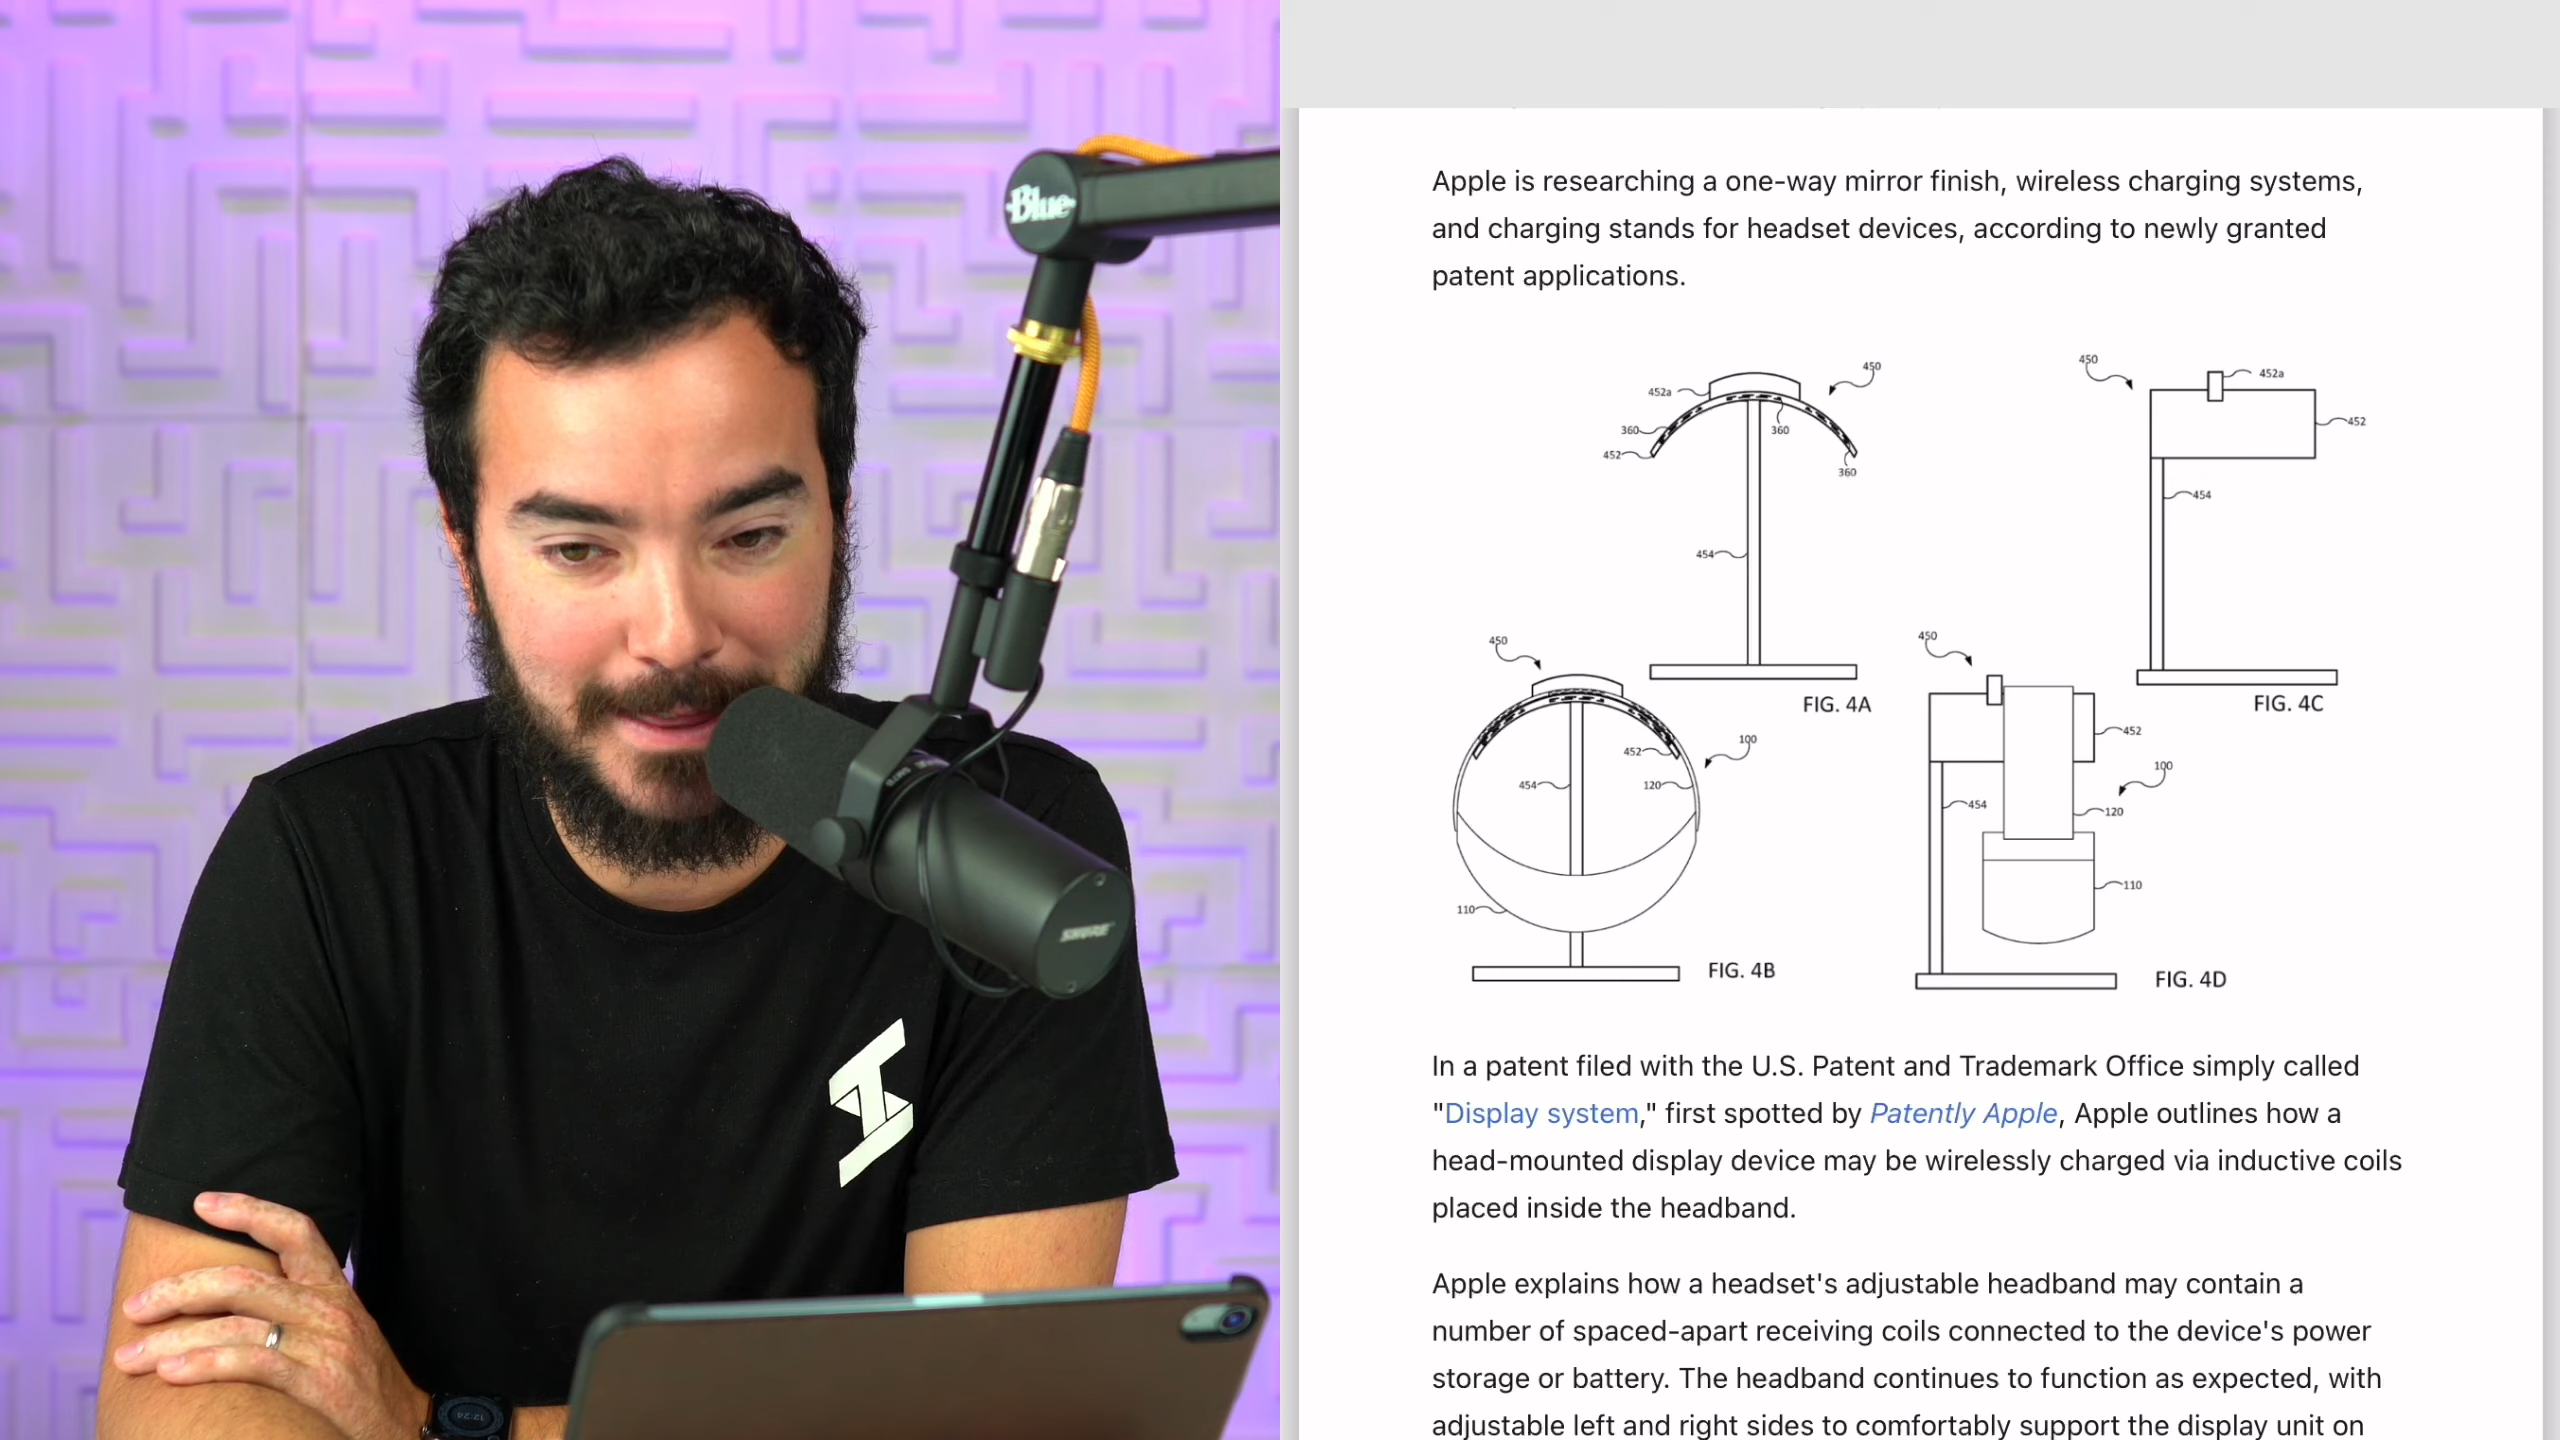 Blue
SHURE
12:24
Apple is researching a one-way mirror finish, wireless charging systems,
and charging stands for headset devices, according to newly granted
patent applications.
450
452a
360
452
360
360
454
FIG. 4A
450
452a
452
454
FIG. 4C
450
100
452
454
120
110
FIG. 4B
450
452
100
454
120
110
FIG. 4D
In a patent filed with the U.S. Patent and Trademark Office simply called
"Display system," first spotted by Patently Apple, Apple outlines how a
head-mounted display device may be wirelessly charged via inductive coils
placed inside the headband.
Apple explains how a headset's adjustable headband may contain a
number of spaced-apart receiving coils connected to the device's power
storage or battery. The headband continues to function as expected, with
adjustable left and right sides to comfortably support the display unit on